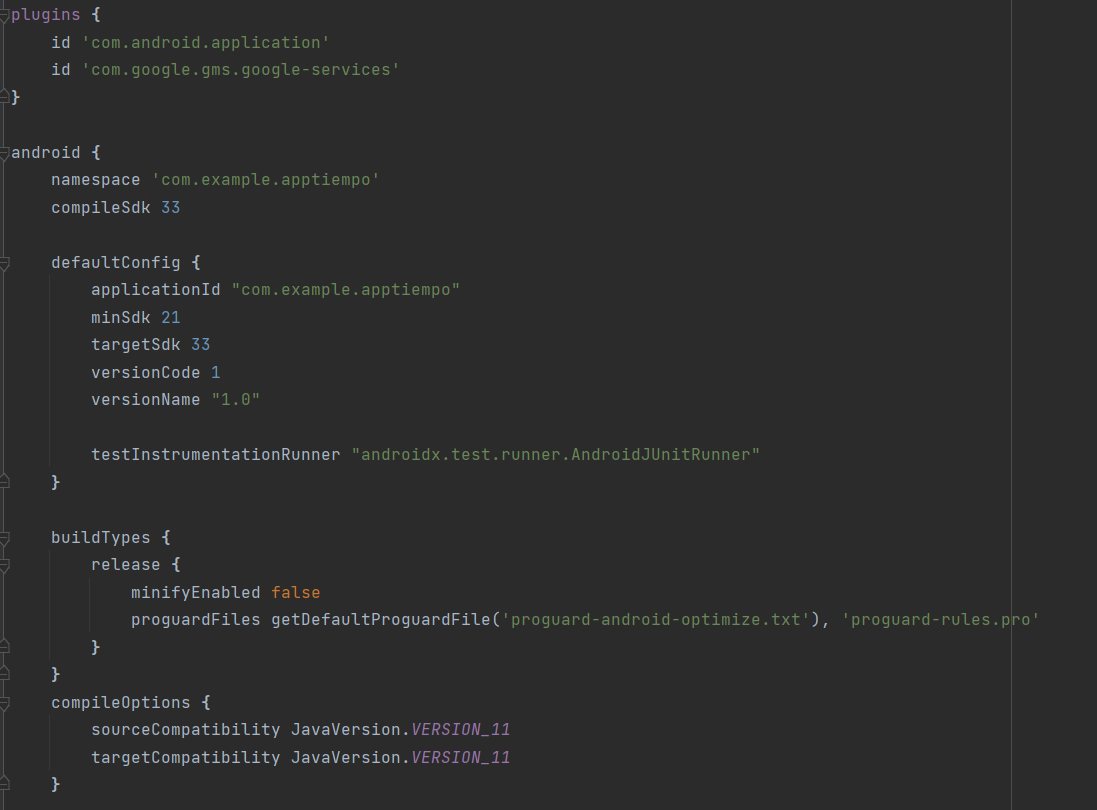 plugins {
    id 'com.android.application'
    id 'com.google.gms.google-services'
}
android {
    namespace 'com.example.apptiempo'
    compileSdk 33
    defaultConfig {
        applicationId "com.example.apptiempo"
        minSdk 21
        targetSdk 33
        versionCode 1
        versionName "1.0"
        testInstrumentationRunner "androidx.test.runner.AndroidJUnitRunner"
    }
    buildTypes {
        release {
            minifyEnabled false
            proguardFiles getDefaultProguardFile('proguard-android-optimize.txt'), 'proguard-rules.pro'
        }
    }
    compileOptions {
        sourceCompatibility JavaVersion.VERSION_11
        targetCompatibility JavaVersion.VERSION_11
    }